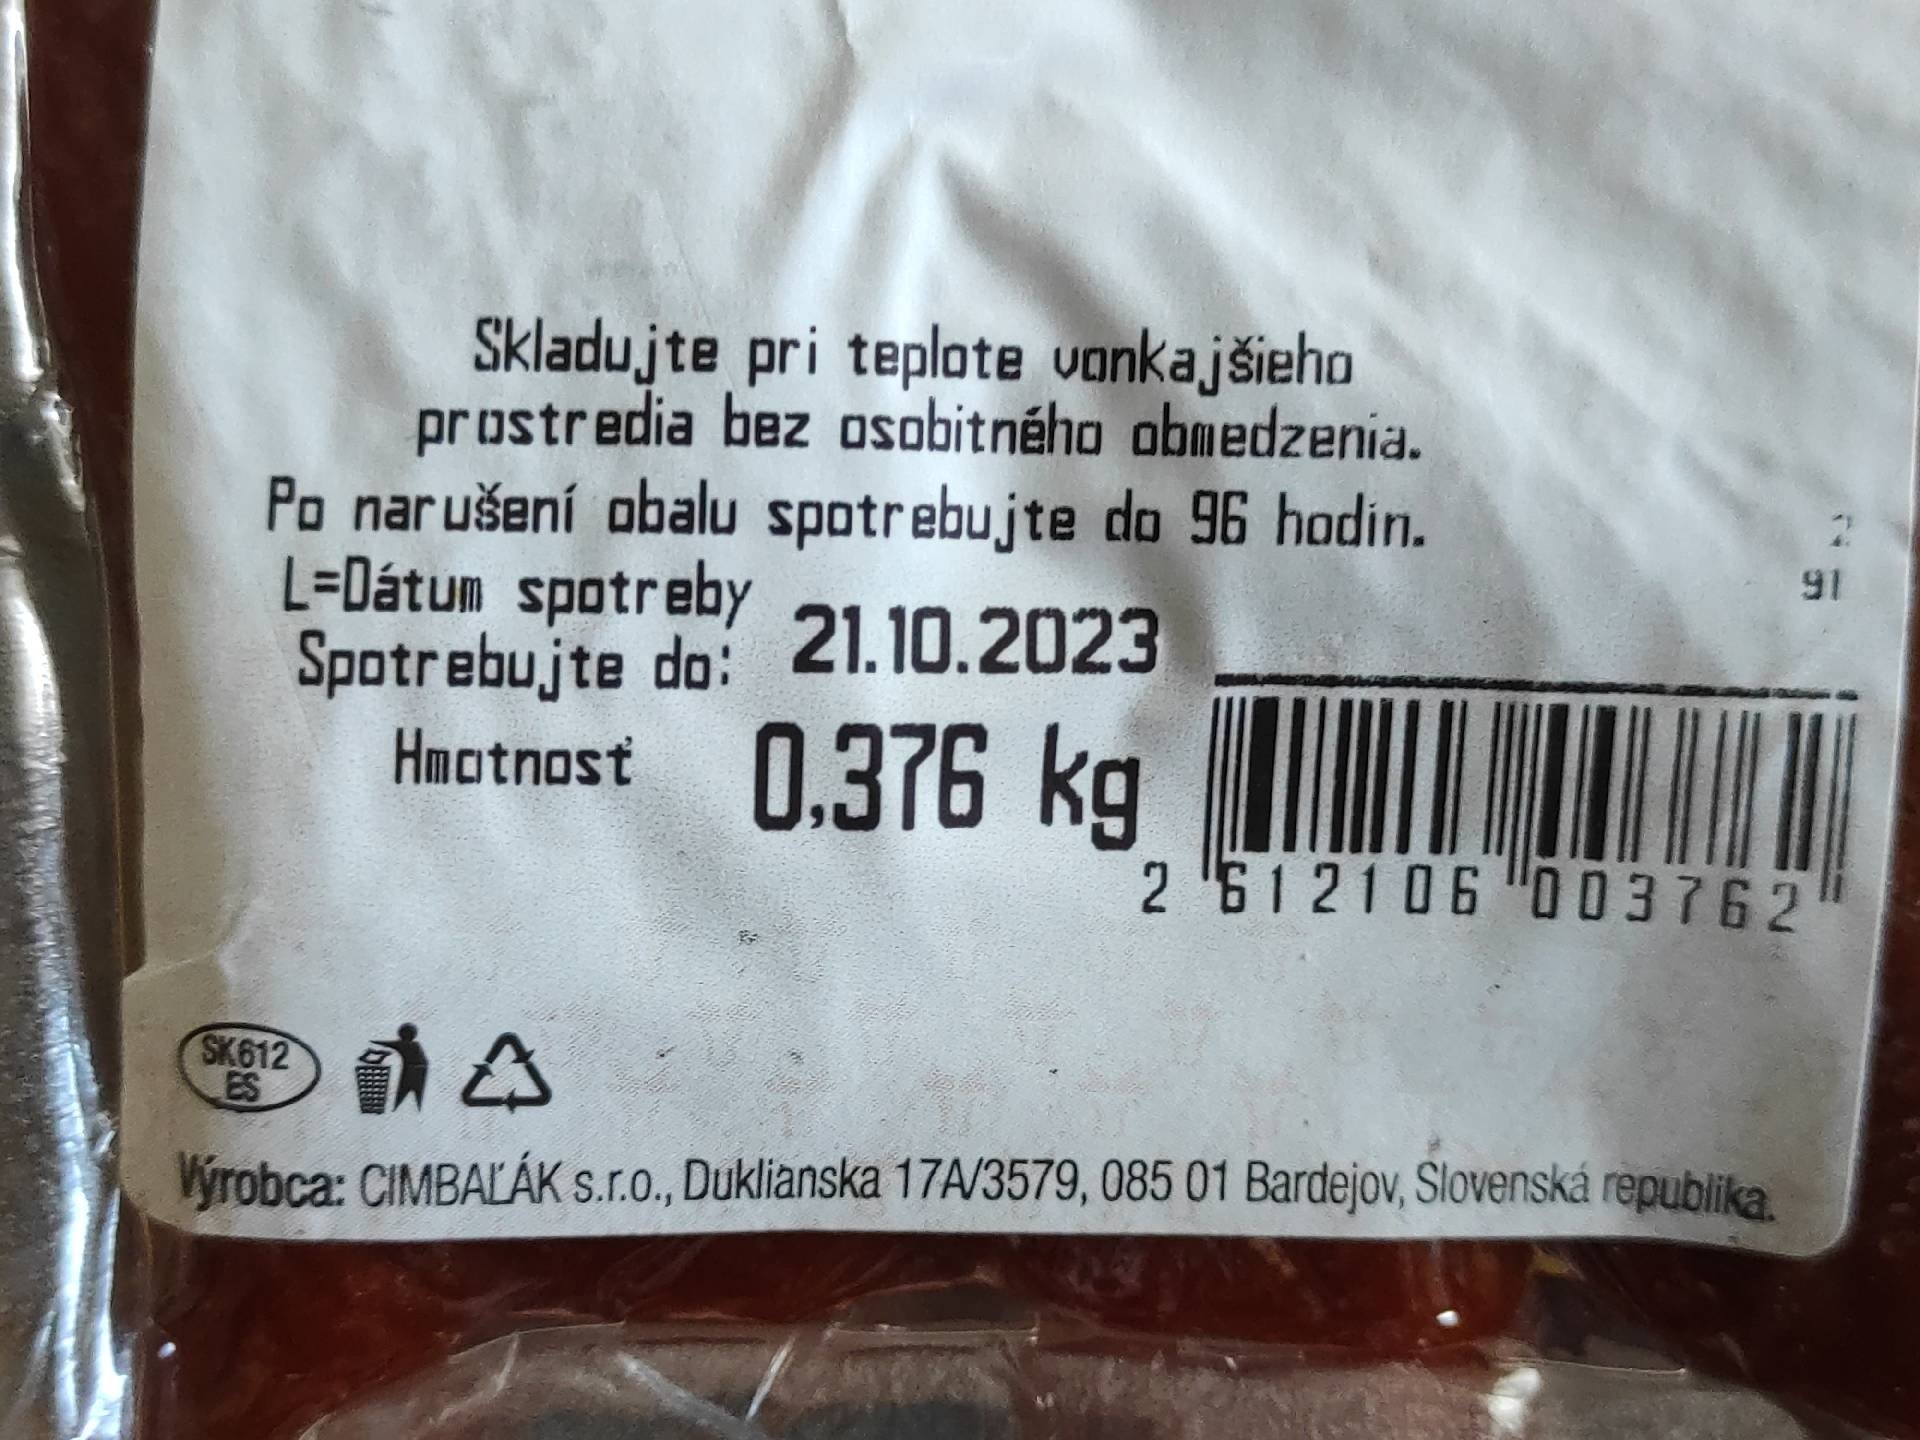 Skladujte pri teplote vonkajšieho
prostredia bez osobitného obmedzenia.
Po narušení obalu spotrebujte do 96 hodin.
L=Dátum spotreby
Spotrebujte do: 21.10.2023
Hmotnosť 0,376 kg
2 612106 003762
2
91
SK612
ES
Výrobca: CIMBAĽÁK s.r.o., Duklianska 17A/3579, 085 01 Bardejov, Slovenská republika.